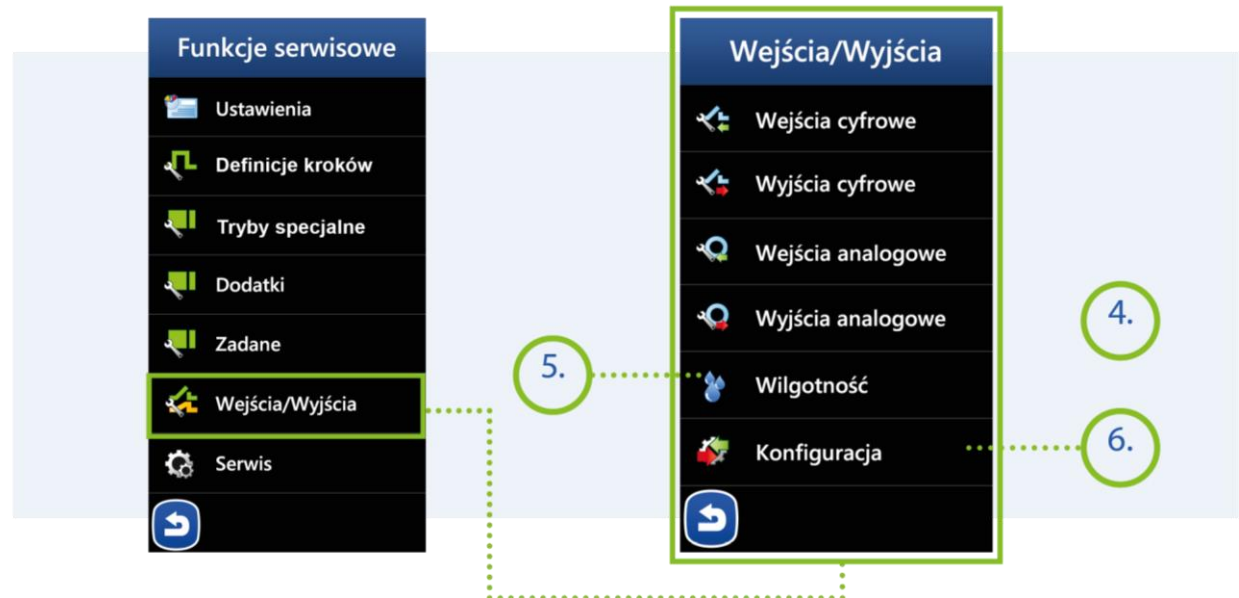 Funkcje serwisowe
Ustawienia
Definicje kroków
Tryby specjalne
Dodatki
Zadane
Wejścia/Wyjścia
Serwis
5.
Wejścia/Wyjścia
Wejścia cyfrowe
Wyjścia cyfrowe
Wejścia analogowe
Wyjścia analogowe
Wilgotność
Konfiguracja
4.
6.